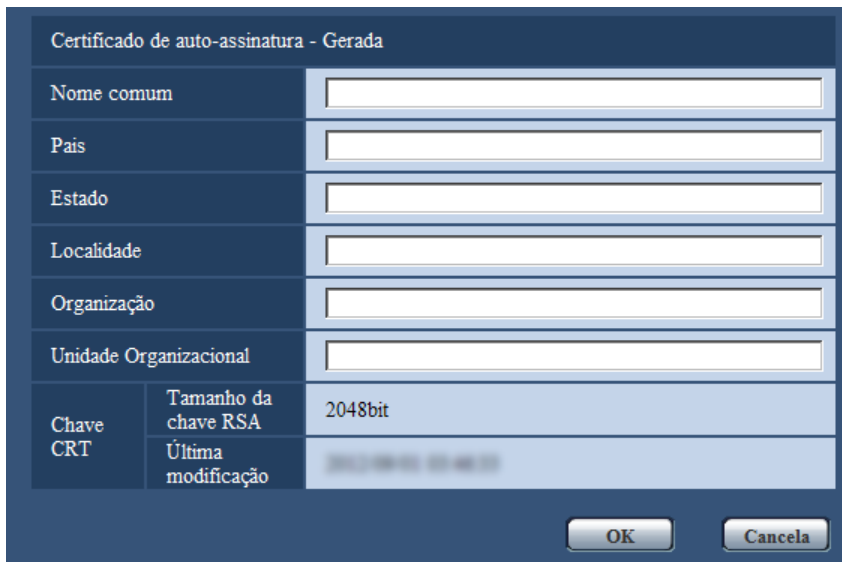 Certificado de auto-assinatura - Gerada
Nome comum
Pais
Estado
Localidade
Organização
Unidade Organizacional
Chave
CRT
Tamanho da
chave RSA
2048bit
Última
modificação
OK
Cancela